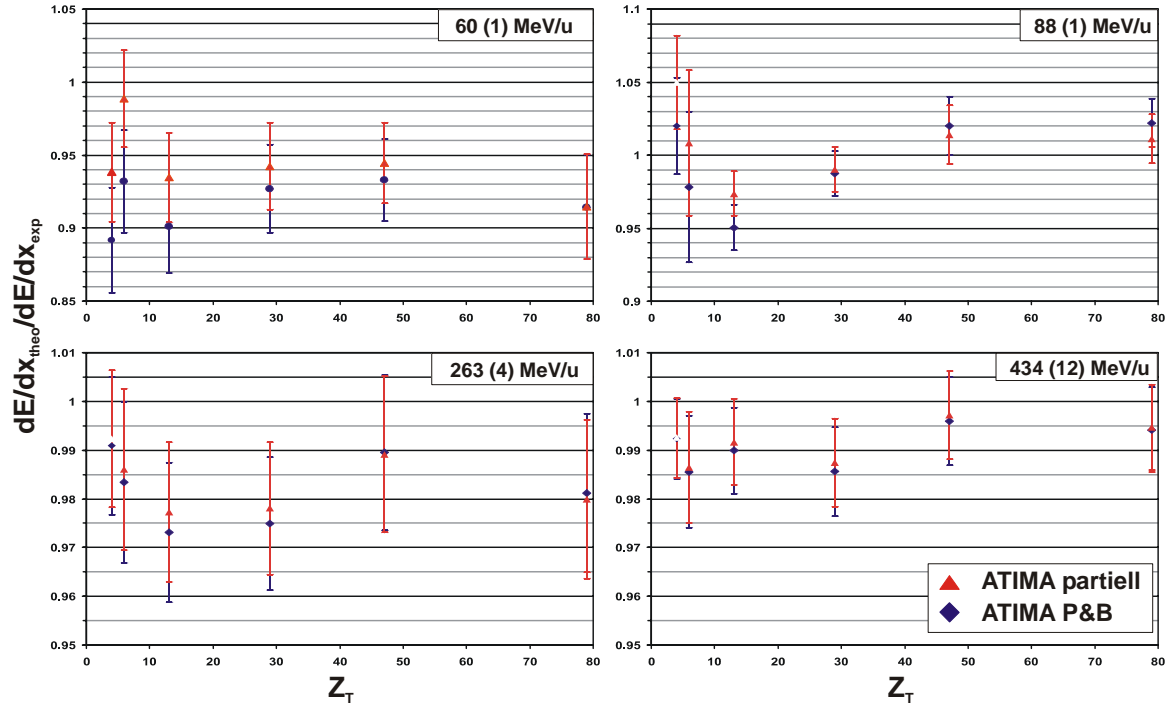 dE/dx_theo/dE/dx_exp
60 (1) MeV/u
1.05
1
0.95
0.9
0.85
0 10 20 30 40 50 60 70 80
88 (1) MeV/u
1.1
1.05
1
0.95
0.9
0 10 20 30 40 50 60 70 80
263 (4) MeV/u
1.01
1
0.99
0.98
0.97
0.96
0.95
0 10 20 30 40 50 60 70 80
Z_T
434 (12) MeV/u
1.01
1
0.99
0.98
0.97
0.96
0.95
ATIMA partiell
ATIMA P&B
0 10 20 30 40 50 60 70 80
Z_T